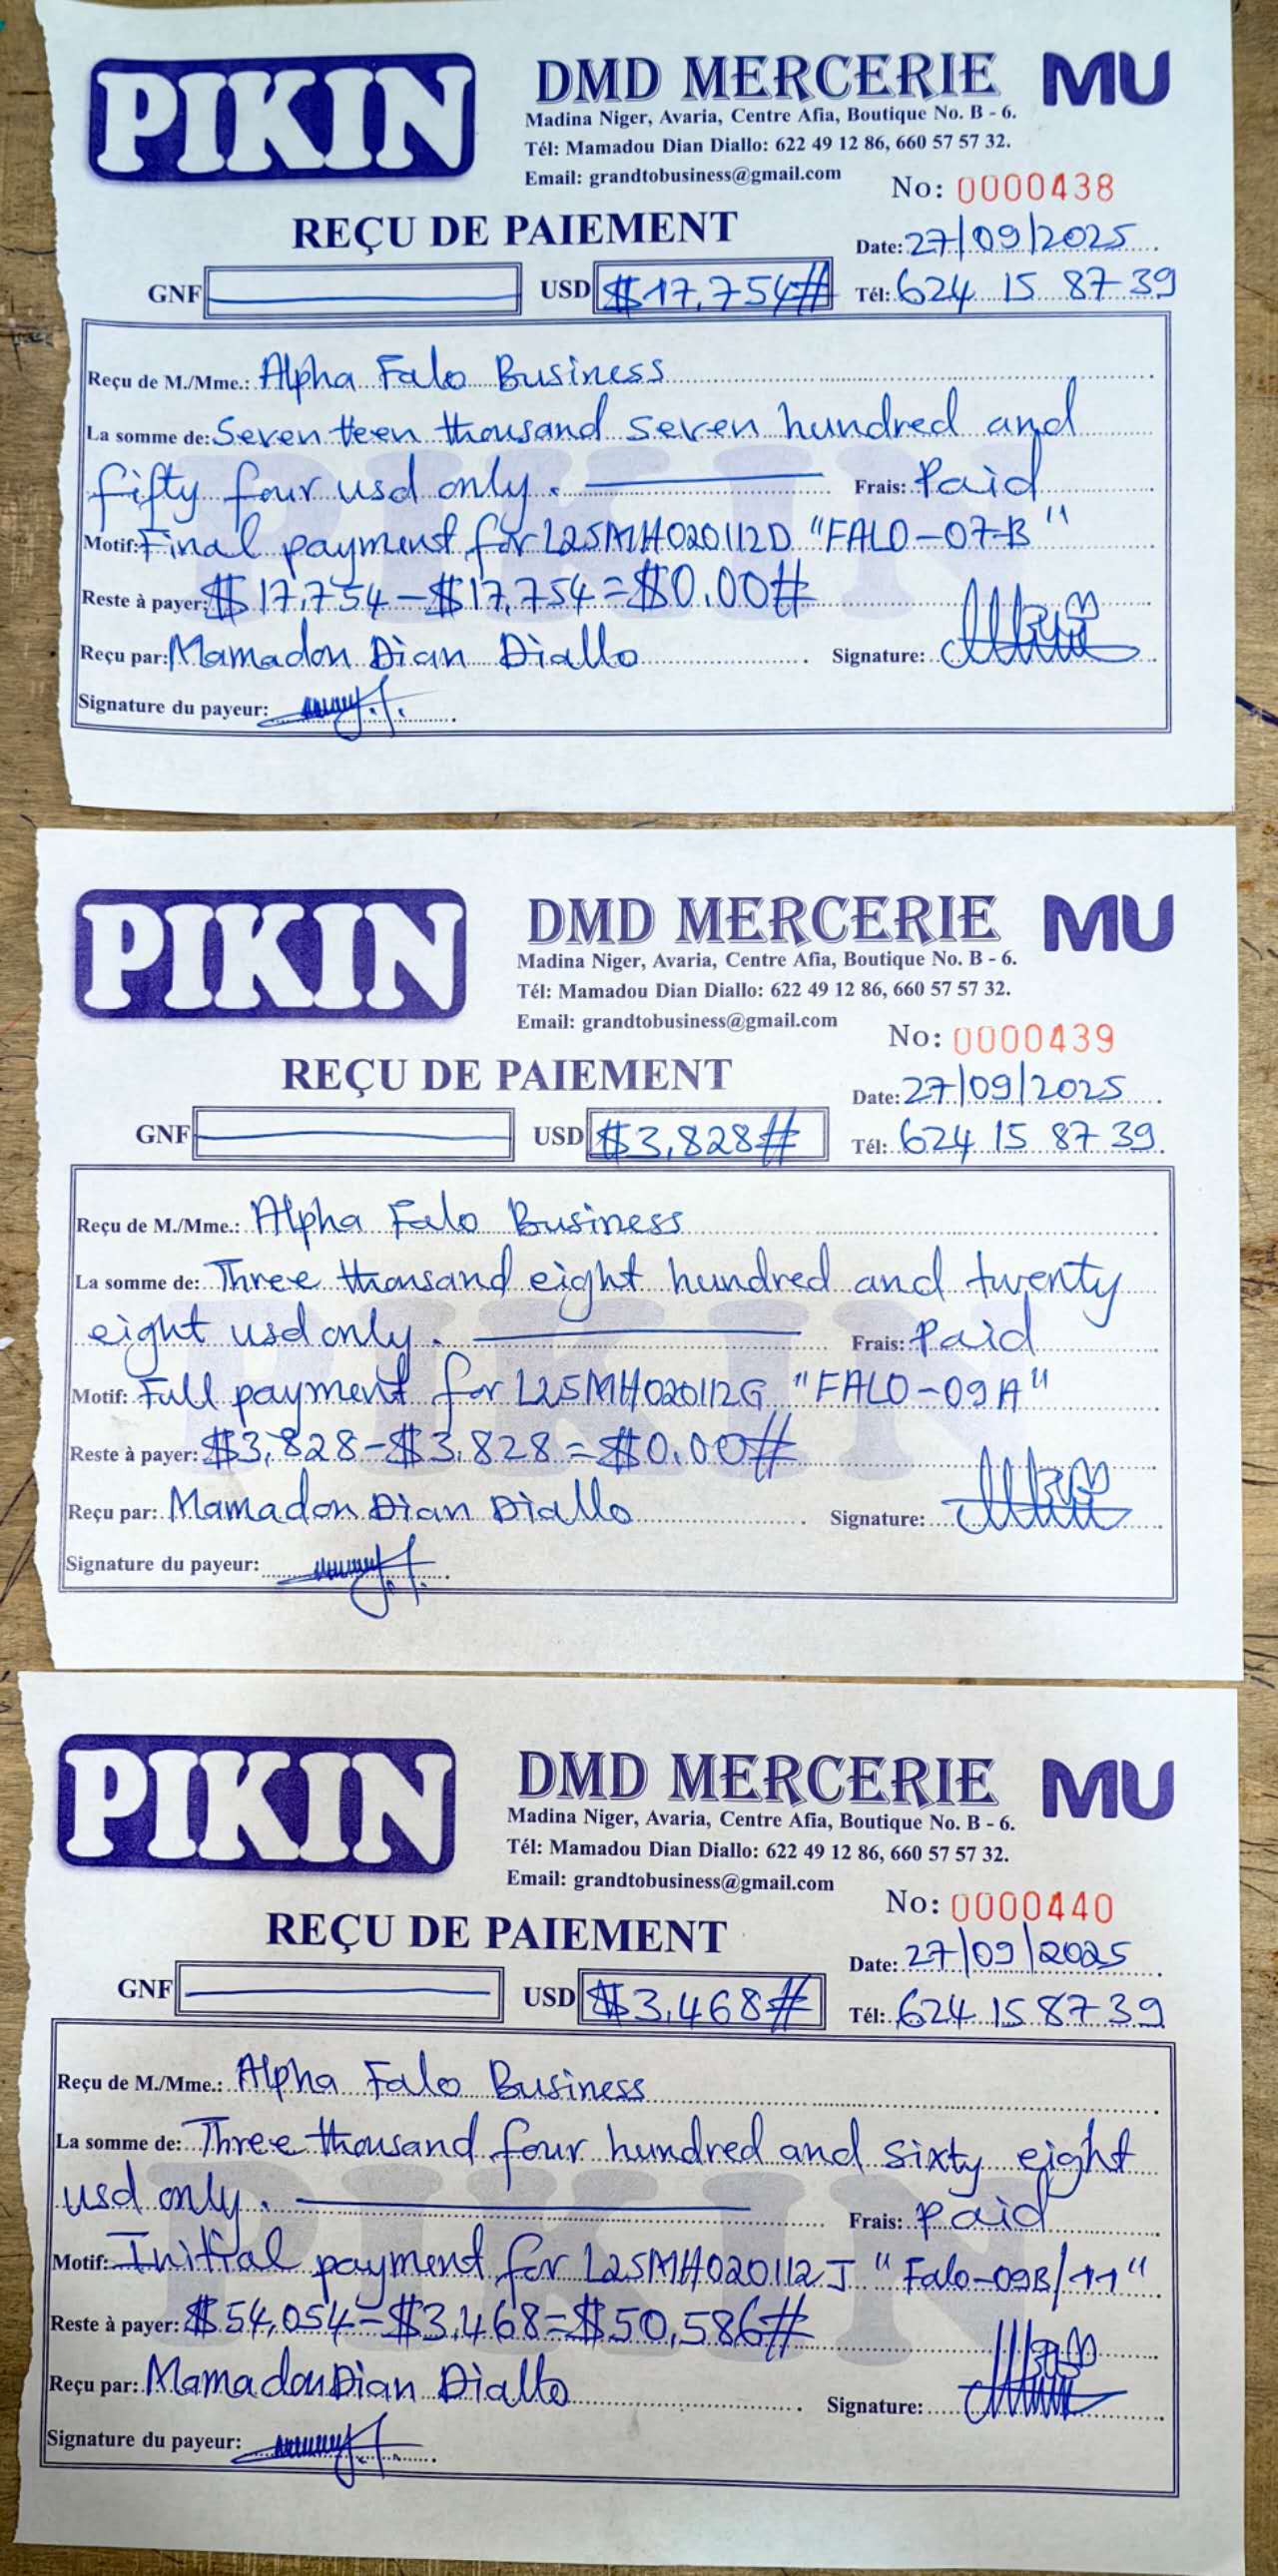 PIKIN
DMD MERCERIE MU
Madina Niger, Avaria, Centre Afia, Boutique No. B - 6.
Tél: Mamadou Dian Diallo: 622 49 12 86, 660 57 57 32.
Email: grandtobusiness@gmail.com
No: 0000438
REÇU DE PAIEMENT
Date: 27/09/2025
GNF USD $17,754# Tél: 624 15 87 39
Reçu de M./Mme.: Alpha Falo Business
La somme de: Seven teen thousand seven hundred and
fifty four usd only. Frais: Paid
Motif: Final payment for L25MH020112D "FALO-07-B"
Reste à payer: $17,754-$17,754=$0.00#
Reçu par: Mamadou Dian Diallo Signature:
Signature du payeur:
PIKIN
PIKIN
DMD MERCERIE MU
Madina Niger, Avaria, Centre Afia, Boutique No. B - 6.
Tél: Mamadou Dian Diallo: 622 49 12 86, 660 57 57 32.
Email: grandtobusiness@gmail.com
No: 0000439
REÇU DE PAIEMENT
Date: 27/09/2025
GNF USD $3,828# Tél: 624 15 87 39
Reçu de M./Mme.: Alpha Falo Business
La somme de: Three thousand eight hundred and twenty
eight usd only. Frais: Paid
Motif: Full payment for L25MH020112G "FALO-09A"
Reste à payer: $3,828-$3,828=$0.00#
Reçu par: Mamadou Dian Diallo Signature:
Signature du payeur:
PIKIN
PIKIN
DMD MERCERIE MU
Madina Niger, Avaria, Centre Afia, Boutique No. B - 6.
Tél: Mamadou Dian Diallo: 622 49 12 86, 660 57 57 32.
Email: grandtobusiness@gmail.com
No: 0000440
REÇU DE PAIEMENT
Date: 27/09/2025
GNF USD $3,468# Tél: 624 15 87 39
Reçu de M./Mme.: Alpha Falo Business
La somme de: Three thousand four hundred and sixty eight
usd only. Frais: Paid
Motif: Initial payment for L25MH020112J "Falo-09B/11"
Reste à payer: $54,054-$3,468=$50,586#
Reçu par: Mamadou Dian Diallo Signature:
Signature du payeur:
PIKIN